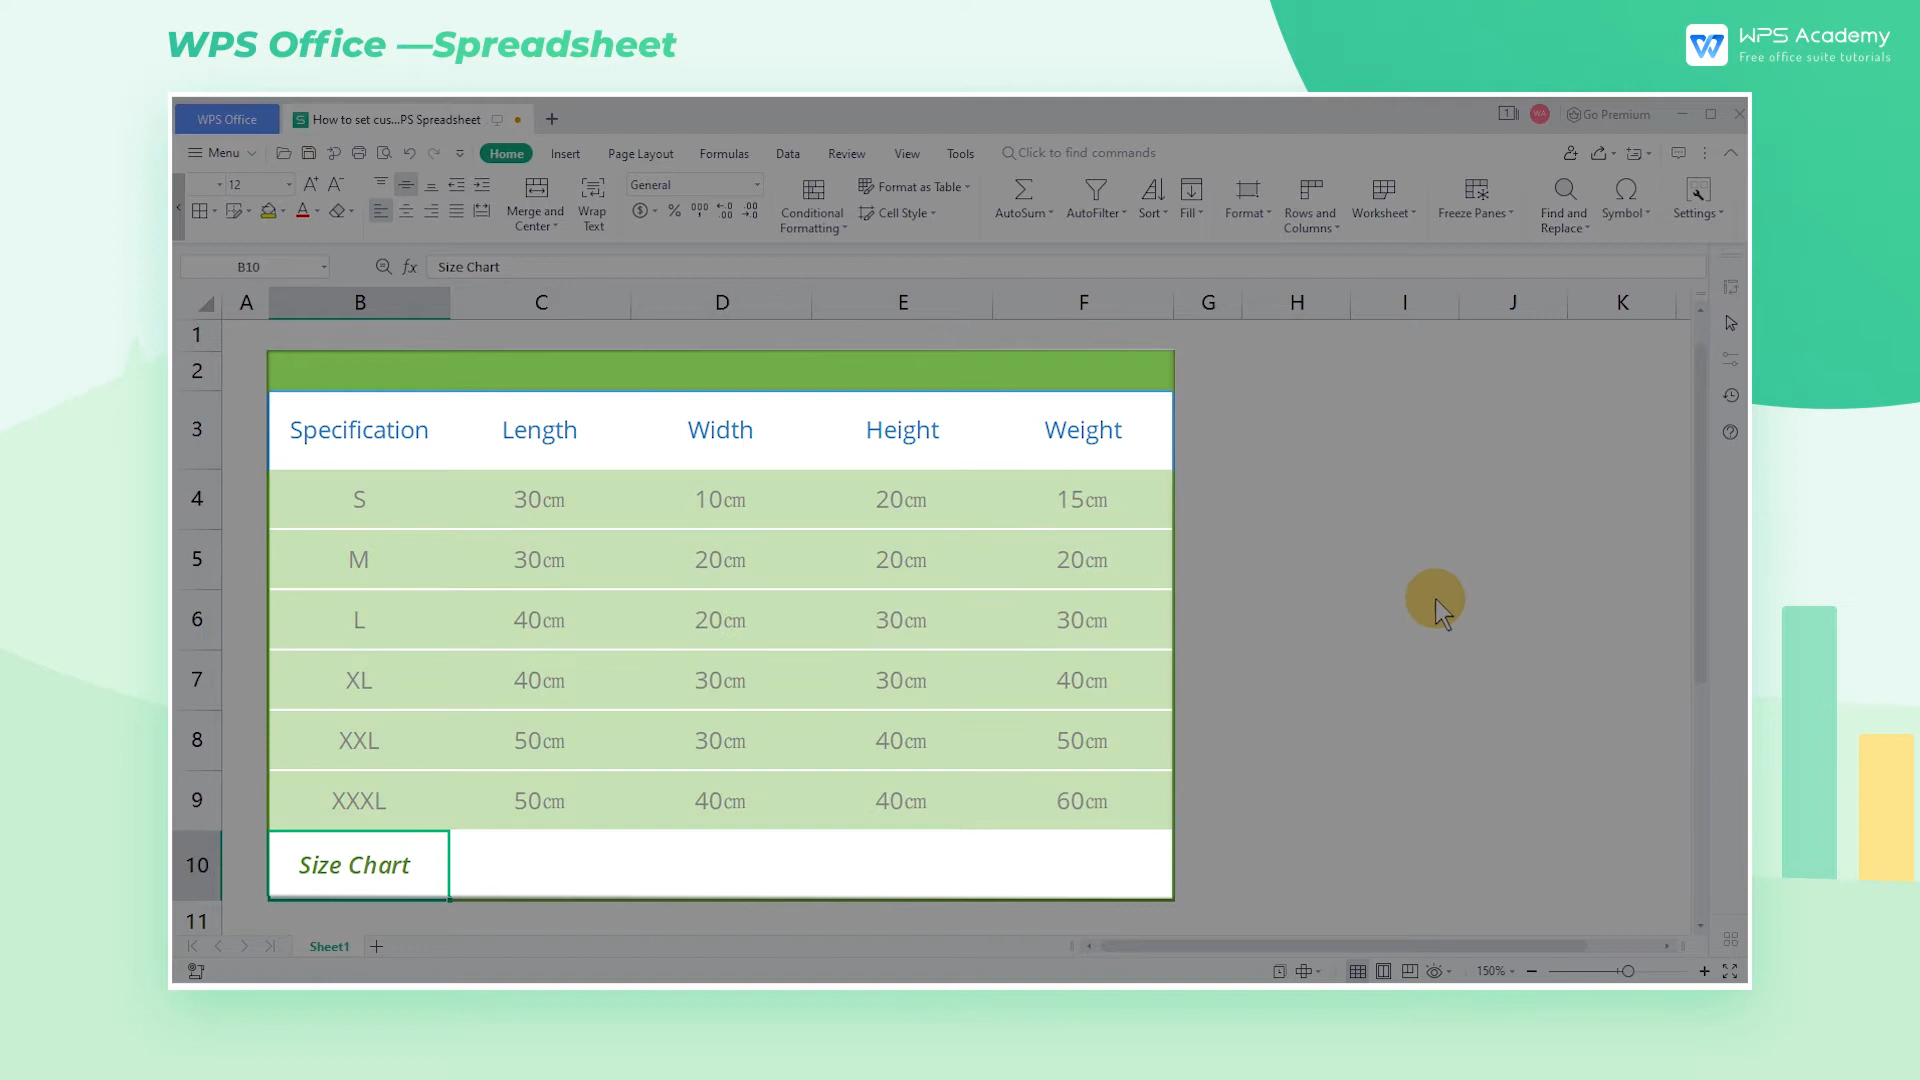 WPS Office —Spreadsheet
WPS Academy
Free office suite tutorials
WPS Office
How to set cus...PS Spreadsheet
1
WA
Go Premium
Menu
Home
Insert
Page Layout
Formulas
Data
Review
View
Tools
Click to find commands
12
A+
A-
Merge and Center
Wrap Text
General
Conditional Formatting
Format as Table
Cell Style
AutoSum
AutoFilter
Sort
Fill
Format
Rows and Columns
Worksheet
Freeze Panes
Find and Replace
Symbol
Settings
B10
fx
Size Chart
A B C D E F G H I J K
1
2
3 Specification Length Width Height Weight
4 S 30cm 10cm 20cm 15cm
5 M 30cm 20cm 20cm 20cm
6 L 40cm 20cm 30cm 30cm
7 XL 40cm 30cm 30cm 40cm
8 XXL 50cm 30cm 40cm 50cm
9 XXXL 50cm 40cm 40cm 60cm
10 Size Chart
11
Sheet1
150%